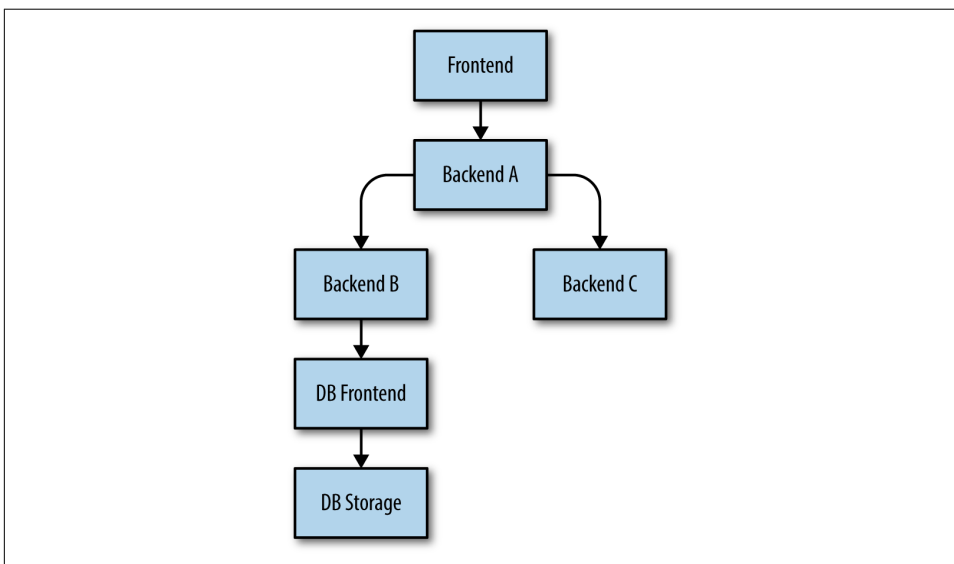 Frontend
Backend A
Backend B
Backend C
DB Frontend
DB Storage